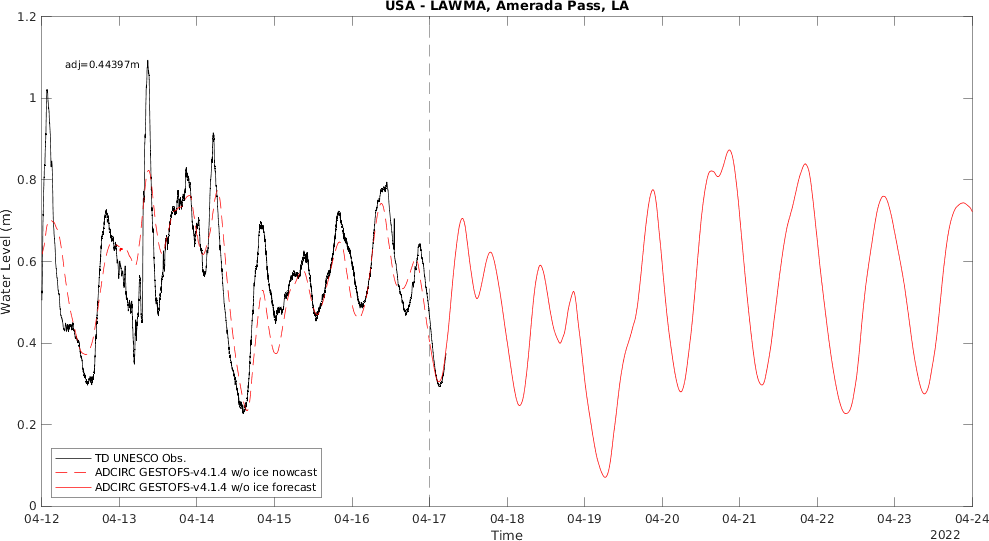 USA - LAWMA, Amerada Pass, LA
1.2
adj=0.44397m
1
0.8
0.6
0.4
0.2
0
Water Level (m)
TD UNESCO Obs.
ADCIRC GESTOFS-v4.1.4 w/o ice nowcast
ADCIRC GESTOFS-v4.1.4 w/o ice forecast
04-12 04-13 04-14 04-15 04-16 04-17 04-18 04-19 04-20 04-21 04-22 04-23 04-24
Time
2022